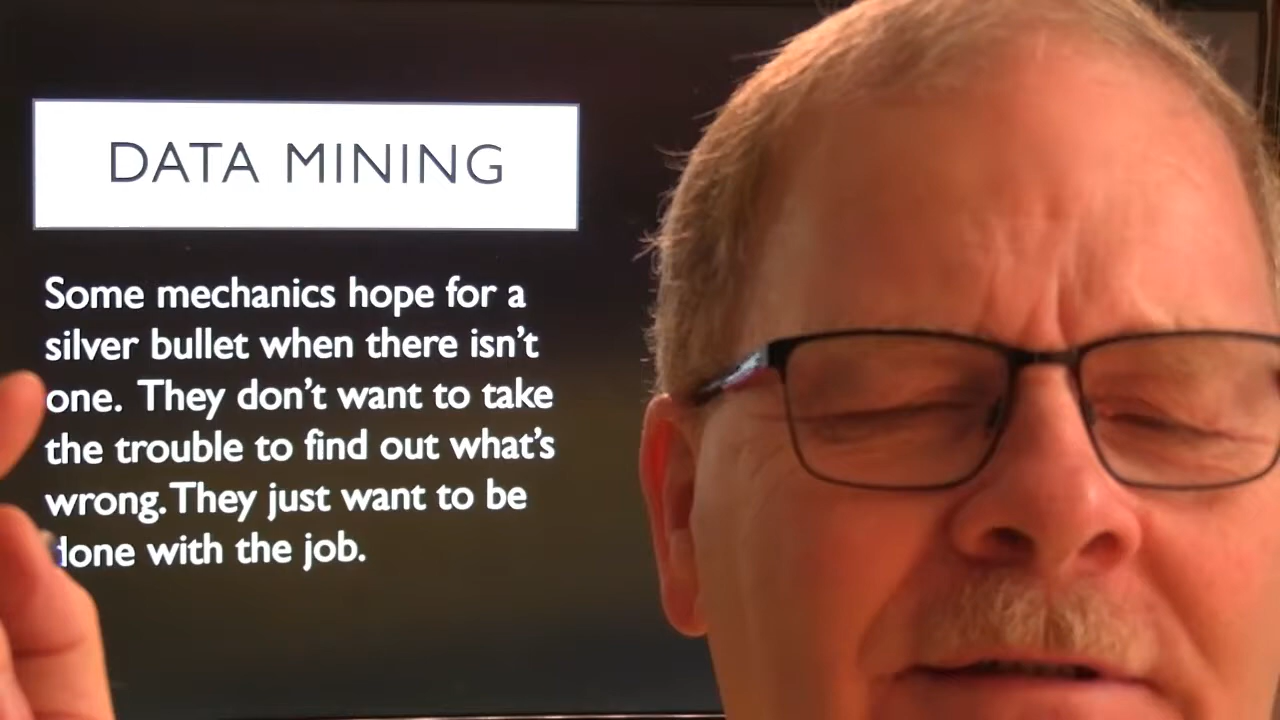 DATA MINING
Some mechanics hope for a
silver bullet when there isn't
one. They don't want to take
the trouble to find out what's
wrong. They just want to be
done with the job.